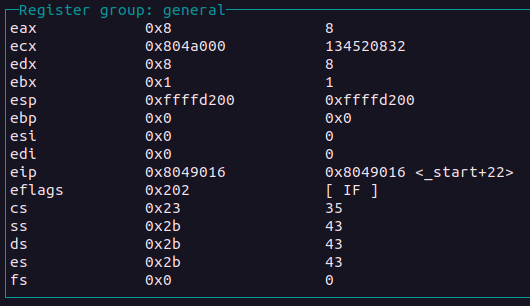 Register group: general
eax 0x8 8
ecx 0x804a000 134520832
edx 0x8 8
ebx 0x1 1
esp 0xffffd200 0xffffd200
ebp 0x0 0x0
esi 0x0 0
edi 0x0 0
eip 0x8049016 0x8049016 <_start+22>
eflags 0x202 [ IF ]
cs 0x23 35
ss 0x2b 43
ds 0x2b 43
es 0x2b 43
fs 0x0 0